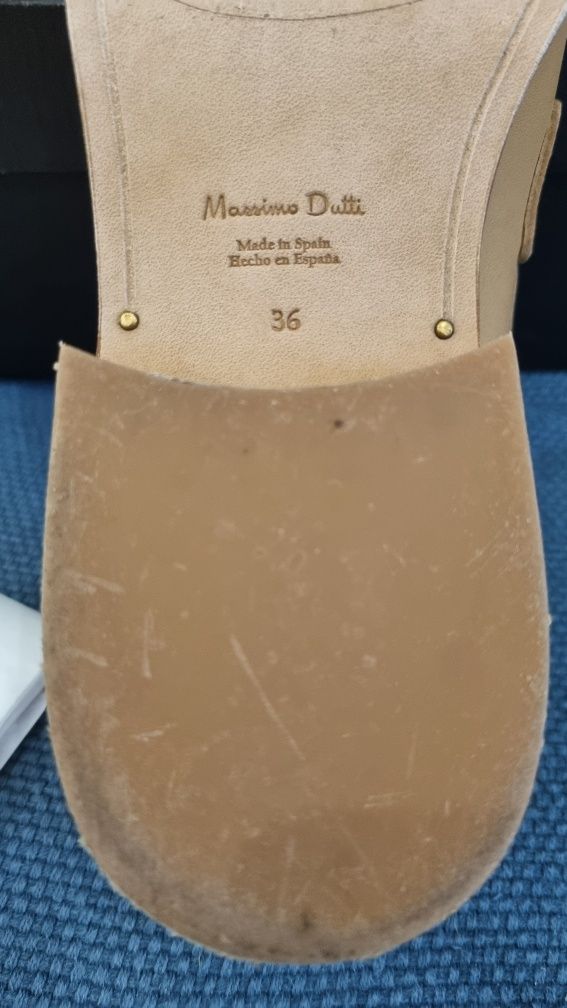 Massimo Dutti
Made in Spain
Hecho en España
36